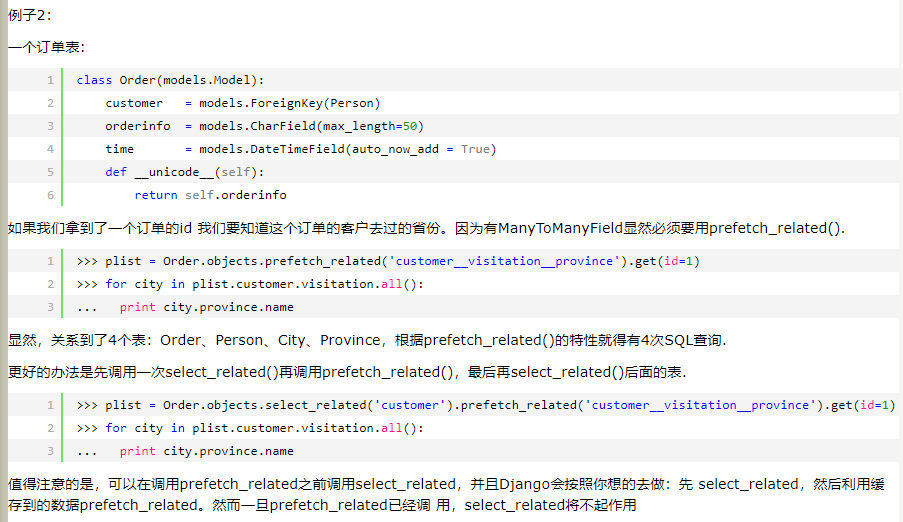 例子2：
一个订单表：
1 class Order(models.Model):
2     customer   = models.ForeignKey(Person)
3     orderinfo  = models.CharField(max_length=50)
4     time       = models.DateTimeField(auto_now_add = True)
5     def __unicode__(self):
6         return self.orderinfo
如果我们拿到了一个订单的id 我们要知道这个订单的客户去过的省份。因为有ManyToManyField显然必须要用prefetch_related().
1 >>> plist = Order.objects.prefetch_related('customer__visitation__province').get(id=1)
2 >>> for city in plist.customer.visitation.all():
3 ...   print city.province.name
显然，关系到了4个表：Order、Person、City、Province，根据prefetch_related()的特性就得有4次SQL查询.
更好的办法是先调用一次select_related()再调用prefetch_related()，最后再select_related()后面的表.
1 >>> plist = Order.objects.select_related('customer').prefetch_related('customer__visitation__province').get(id=1)
2 >>> for city in plist.customer.visitation.all():
3 ...   print city.province.name
值得注意的是，可以在调用prefetch_related之前调用select_related，并且Django会按照你想的去做：先 select_related，然后利用缓
存到的数据prefetch_related。然而一旦prefetch_related已经调 用，select_related将不起作用